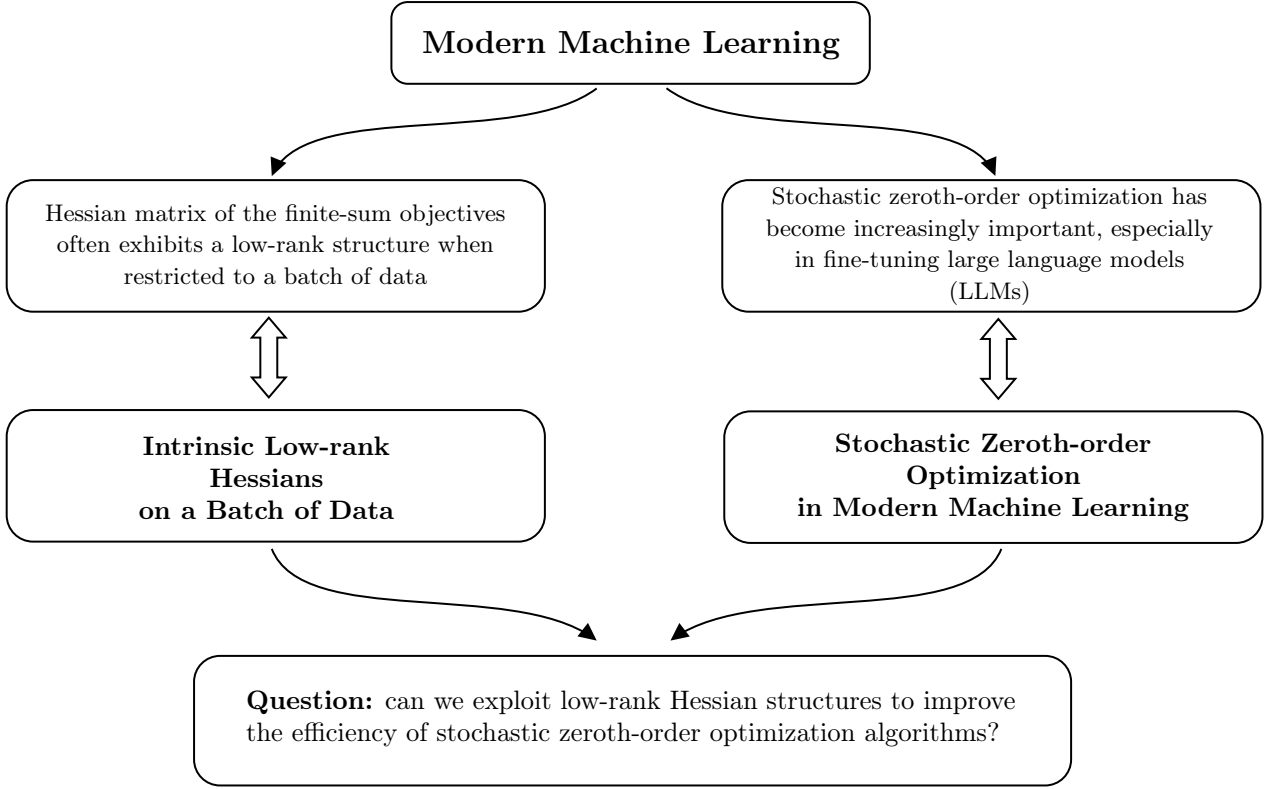 Modern Machine Learning
Hessian matrix of the finite-sum objectives
often exhibits a low-rank structure when
restricted to a batch of data
Stochastic zeroth-order optimization has
become increasingly important, especially
in fine-tuning large language models
(LLMs)
Intrinsic Low-rank
Hessians
on a Batch of Data
Stochastic Zeroth-order
Optimization
in Modern Machine Learning
Question: can we exploit low-rank Hessian structures to improve
the efficiency of stochastic zeroth-order optimization algorithms?